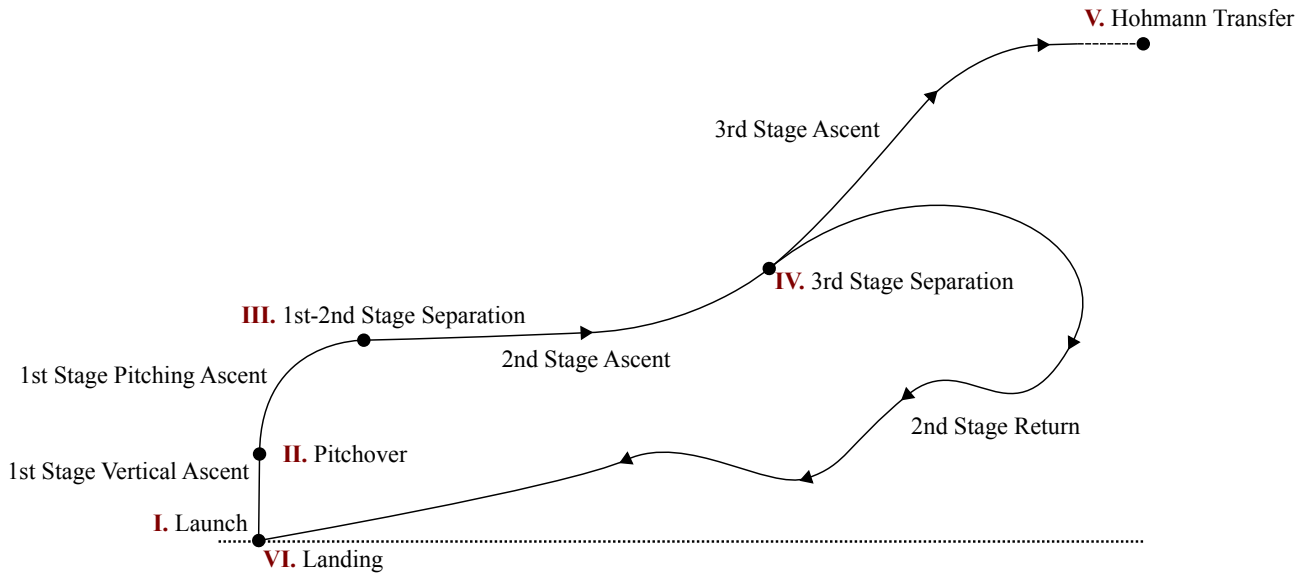 V. Hohmann Transfer
3rd Stage Ascent
IV. 3rd Stage Separation
III. 1st-2nd Stage Separation
2nd Stage Ascent
1st Stage Pitching Ascent
2nd Stage Return
II. Pitchover
1st Stage Vertical Ascent
I. Launch
VI. Landing